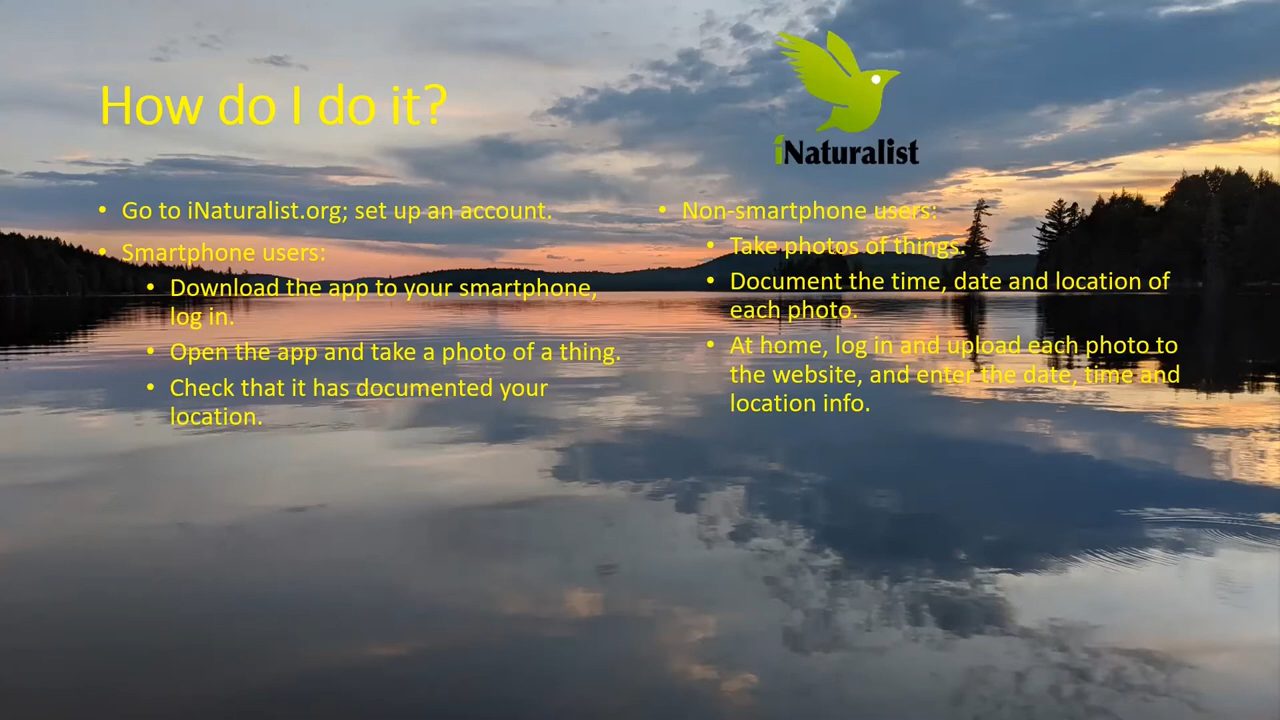 How do I do it?
iNaturalist
• Go to iNaturalist.org; set up an account.
• Smartphone users:
• Download the app to your smartphone,
log in.
• Open the app and take a photo of a thing.
• Check that it has documented your
location.
• Non-smartphone users:
• Take photos of things.
• Document the time, date and location of
each photo.
• At home, log in and upload each photo to
the website, and enter the date, time and
location info.